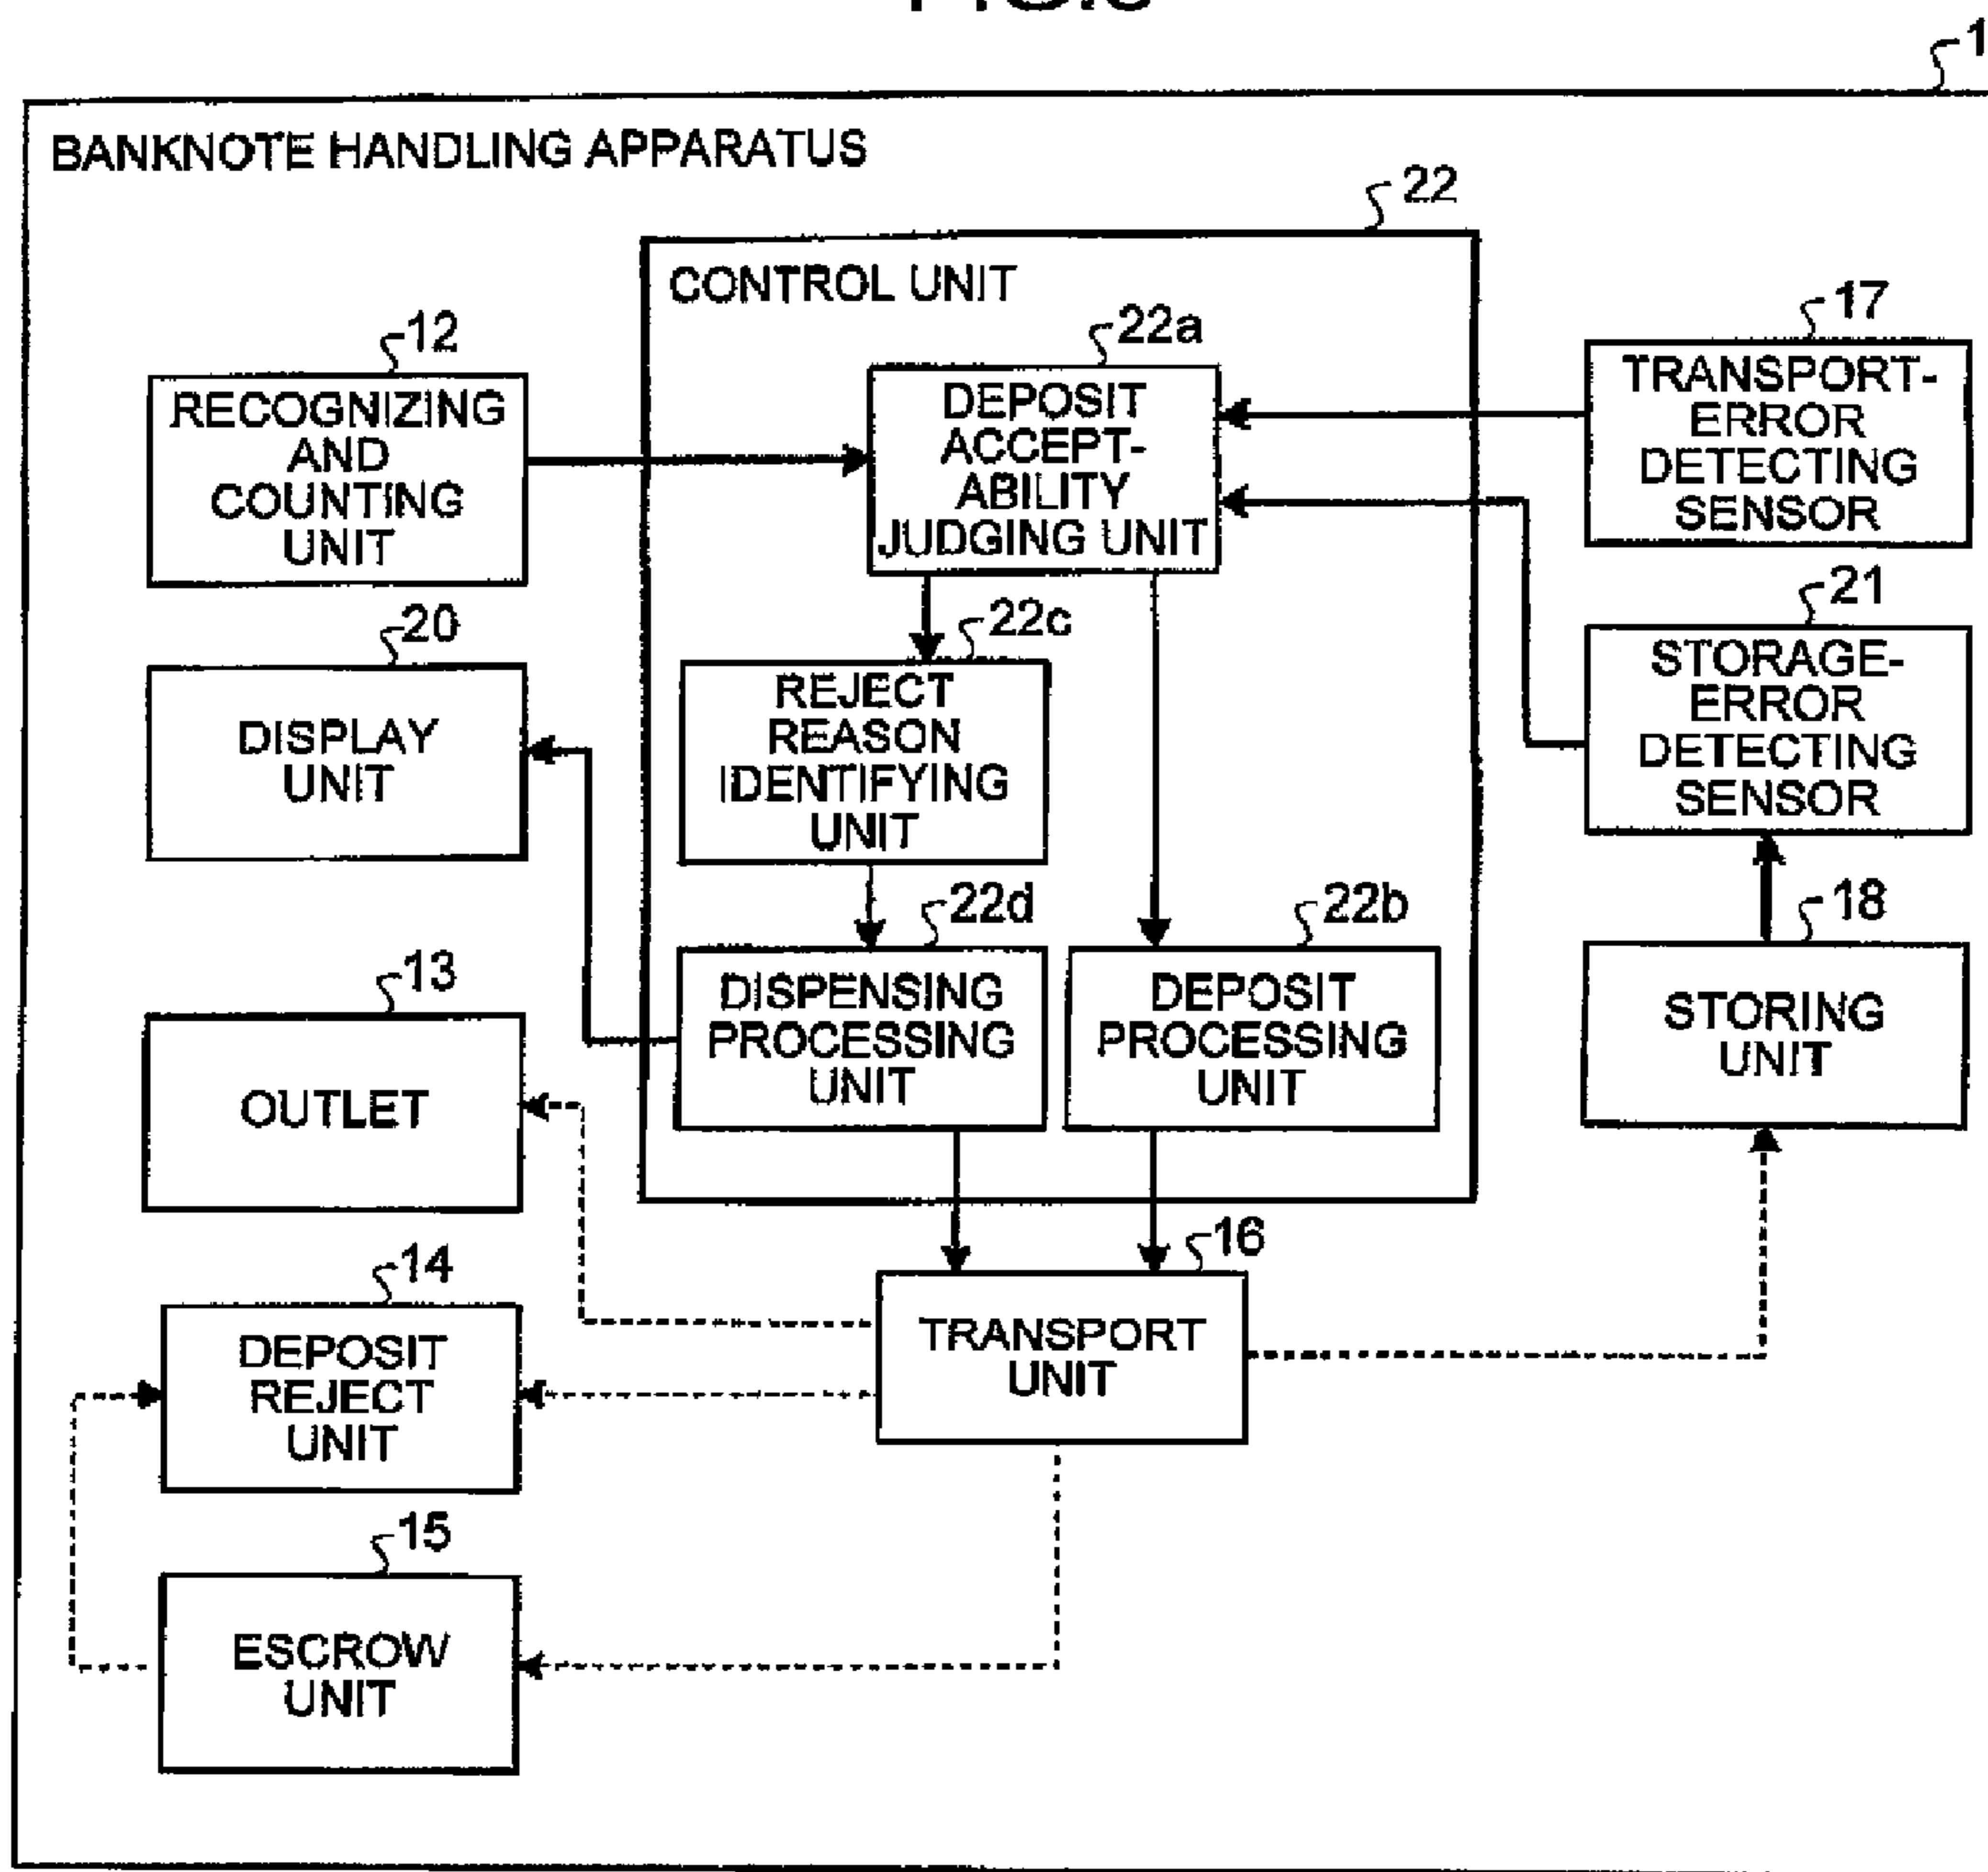 1
BANKNOTE HANDLING APPARATUS
22
CONTROL UNIT
12
RECOGNIZING
AND
COUNTING
UNIT
22a
DEPOSIT
ACCEPT-
ABILITY
JUDGING UNIT
17
TRANSPORT-
ERROR
DETECTING
SENSOR
20
DISPLAY
UNIT
22c
REJECT
REASON
IDENTIFYING
UNIT
21
STORAGE-
ERROR
DETECTING
SENSOR
13
OUTLET
22d
DISPENSING
PROCESSING
UNIT
22b
DEPOSIT
PROCESSING
UNIT
18
STORING
UNIT
14
DEPOSIT
REJECT
UNIT
16
TRANSPORT
UNIT
15
ESCROW
UNIT